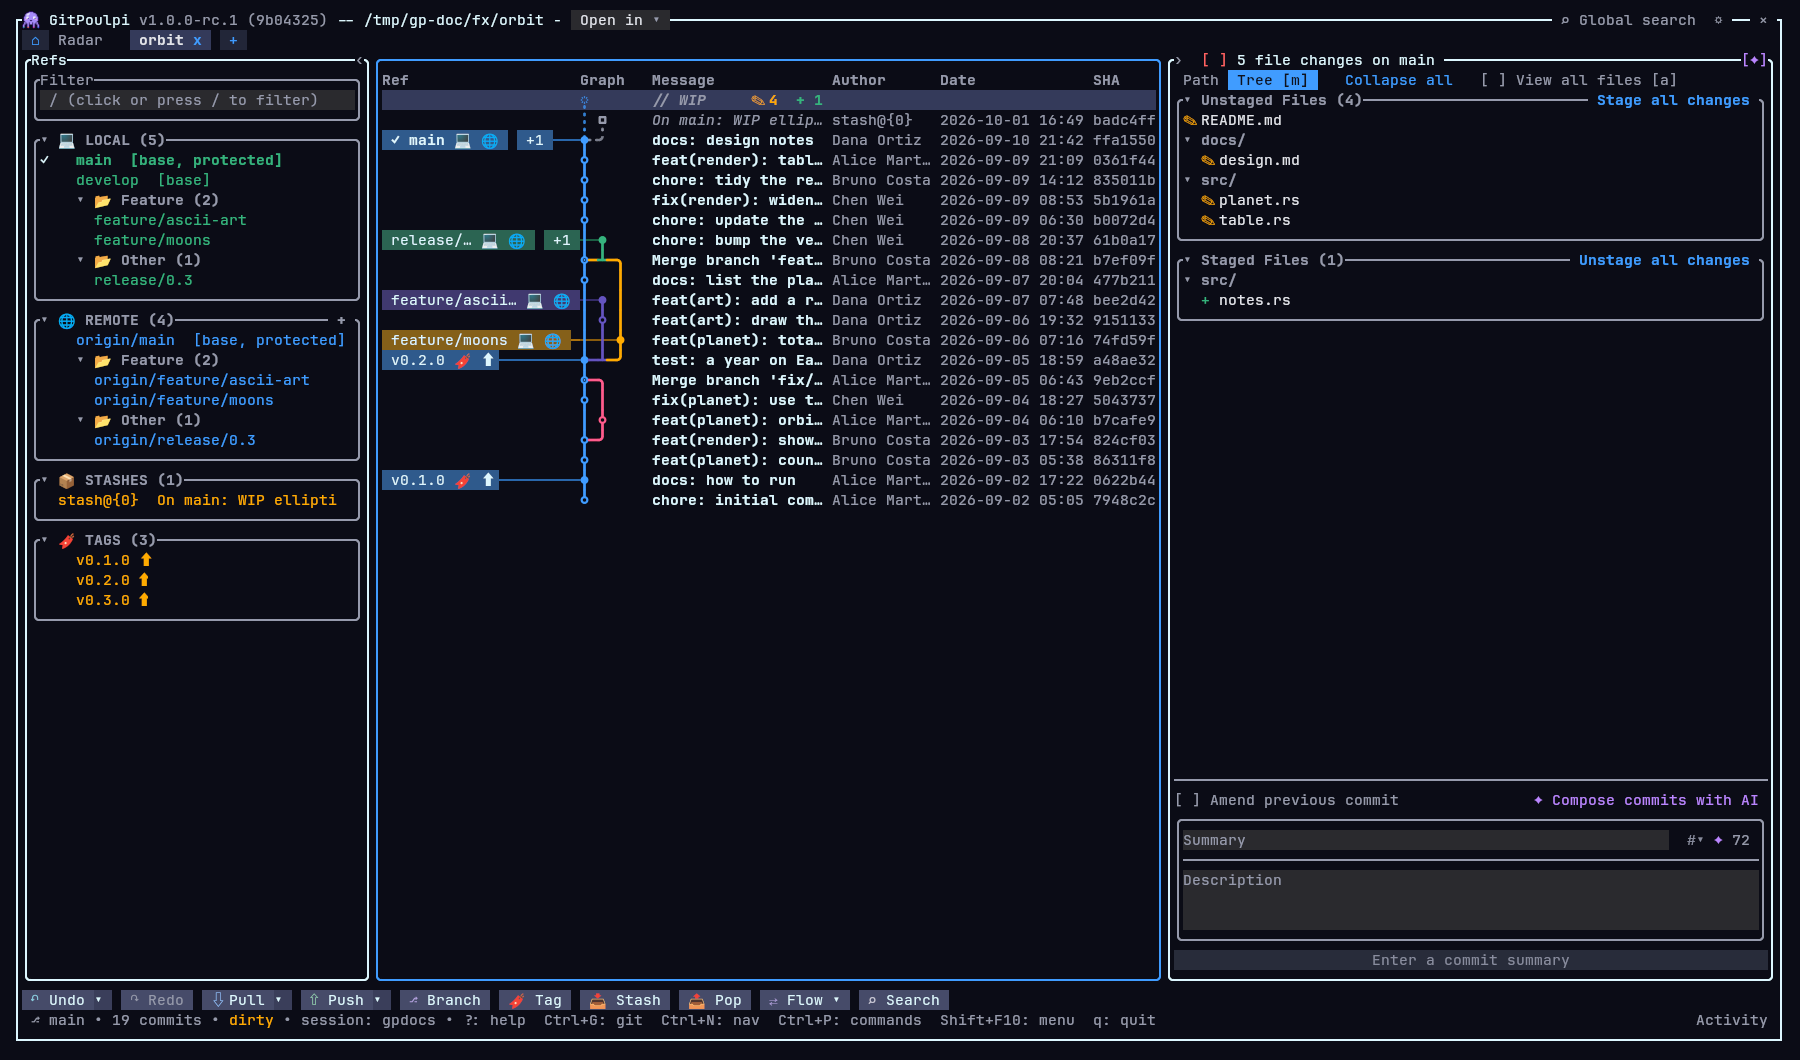 GitPoulpi v1.0.0-rc.1 (9b04325) -- /tmp/gp-doc/fx/orbit - Open in ▾ ⌕ Global search ☼ — ×
⌂ Radar orbit x +
Refs ‹
Filter
/ (click or press / to filter)
▾ 💻 LOCAL (5)
✓ main [base, protected]
develop [base]
▾ 📂 Feature (2)
feature/ascii-art
feature/moons
▾ 📂 Other (1)
release/0.3
▾ 🌐 REMOTE (4) +
origin/main [base, protected]
▾ 📂 Feature (2)
origin/feature/ascii-art
origin/feature/moons
▾ 📂 Other (1)
origin/release/0.3
▾ 📦 STASHES (1)
stash@{0} On main: WIP ellipti
▾ 🔖 TAGS (3)
v0.1.0 ⬆
v0.2.0 ⬆
v0.3.0 ⬆
Ref Graph Message Author Date SHA
// WIP ✎ 4 + 1
On main: WIP ellip… stash@{0} 2026-10-01 16:49 badc4ff
✓ main 💻 🌐 +1 docs: design notes Dana Ortiz 2026-09-10 21:42 ffa1550
feat(render): tabl… Alice Mart… 2026-09-09 21:09 0361f44
chore: tidy the re… Bruno Costa 2026-09-09 14:12 835011b
fix(render): widen… Chen Wei 2026-09-09 08:53 5b1961a
chore: update the … Chen Wei 2026-09-09 06:30 b0072d4
release/… 💻 🌐 +1 chore: bump the ve… Chen Wei 2026-09-08 20:37 61b0a17
Merge branch 'feat… Bruno Costa 2026-09-08 08:21 b7ef09f
docs: list the pla… Alice Mart… 2026-09-07 20:04 477b211
feature/ascii… 💻 🌐 feat(art): add a r… Dana Ortiz 2026-09-07 07:48 bee2d42
feat(art): draw th… Dana Ortiz 2026-09-06 19:32 9151133
feature/moons 💻 🌐 feat(planet): tota… Bruno Costa 2026-09-06 07:16 74fd59f
v0.2.0 🔖 ⬆ test: a year on Ea… Dana Ortiz 2026-09-05 18:59 a48ae32
Merge branch 'fix/… Alice Mart… 2026-09-05 06:43 9eb2ccf
fix(planet): use t… Chen Wei 2026-09-04 18:27 5043737
feat(planet): orbi… Alice Mart… 2026-09-04 06:10 b7cafe9
feat(render): show… Bruno Costa 2026-09-03 17:54 824cf03
feat(planet): coun… Bruno Costa 2026-09-03 05:38 86311f8
v0.1.0 🔖 ⬆ docs: how to run Alice Mart… 2026-09-02 17:22 0622b44
chore: initial com… Alice Mart… 2026-09-02 05:05 7948c2c
› [ ] 5 file changes on main [✦]
Path Tree [m] Collapse all [ ] View all files [a]
▾ Unstaged Files (4) Stage all changes
✎ README.md
▾ docs/
✎ design.md
▾ src/
✎ planet.rs
✎ table.rs
▾ Staged Files (1) Unstage all changes
▾ src/
+ notes.rs
[ ] Amend previous commit ✦ Compose commits with AI
Summary #▾ ✦ 72
Description
Enter a commit summary
↶ Undo ▾ ↷ Redo ⇩ Pull ▾ ⇧ Push ▾ ⎇ Branch 🔖 Tag 📥 Stash 📤 Pop ⇄ Flow ▾ ⌕ Search
⎇ main • 19 commits • dirty • session: gpdocs • ?: help Ctrl+G: git Ctrl+N: nav Ctrl+P: commands Shift+F10: menu q: quit Activity